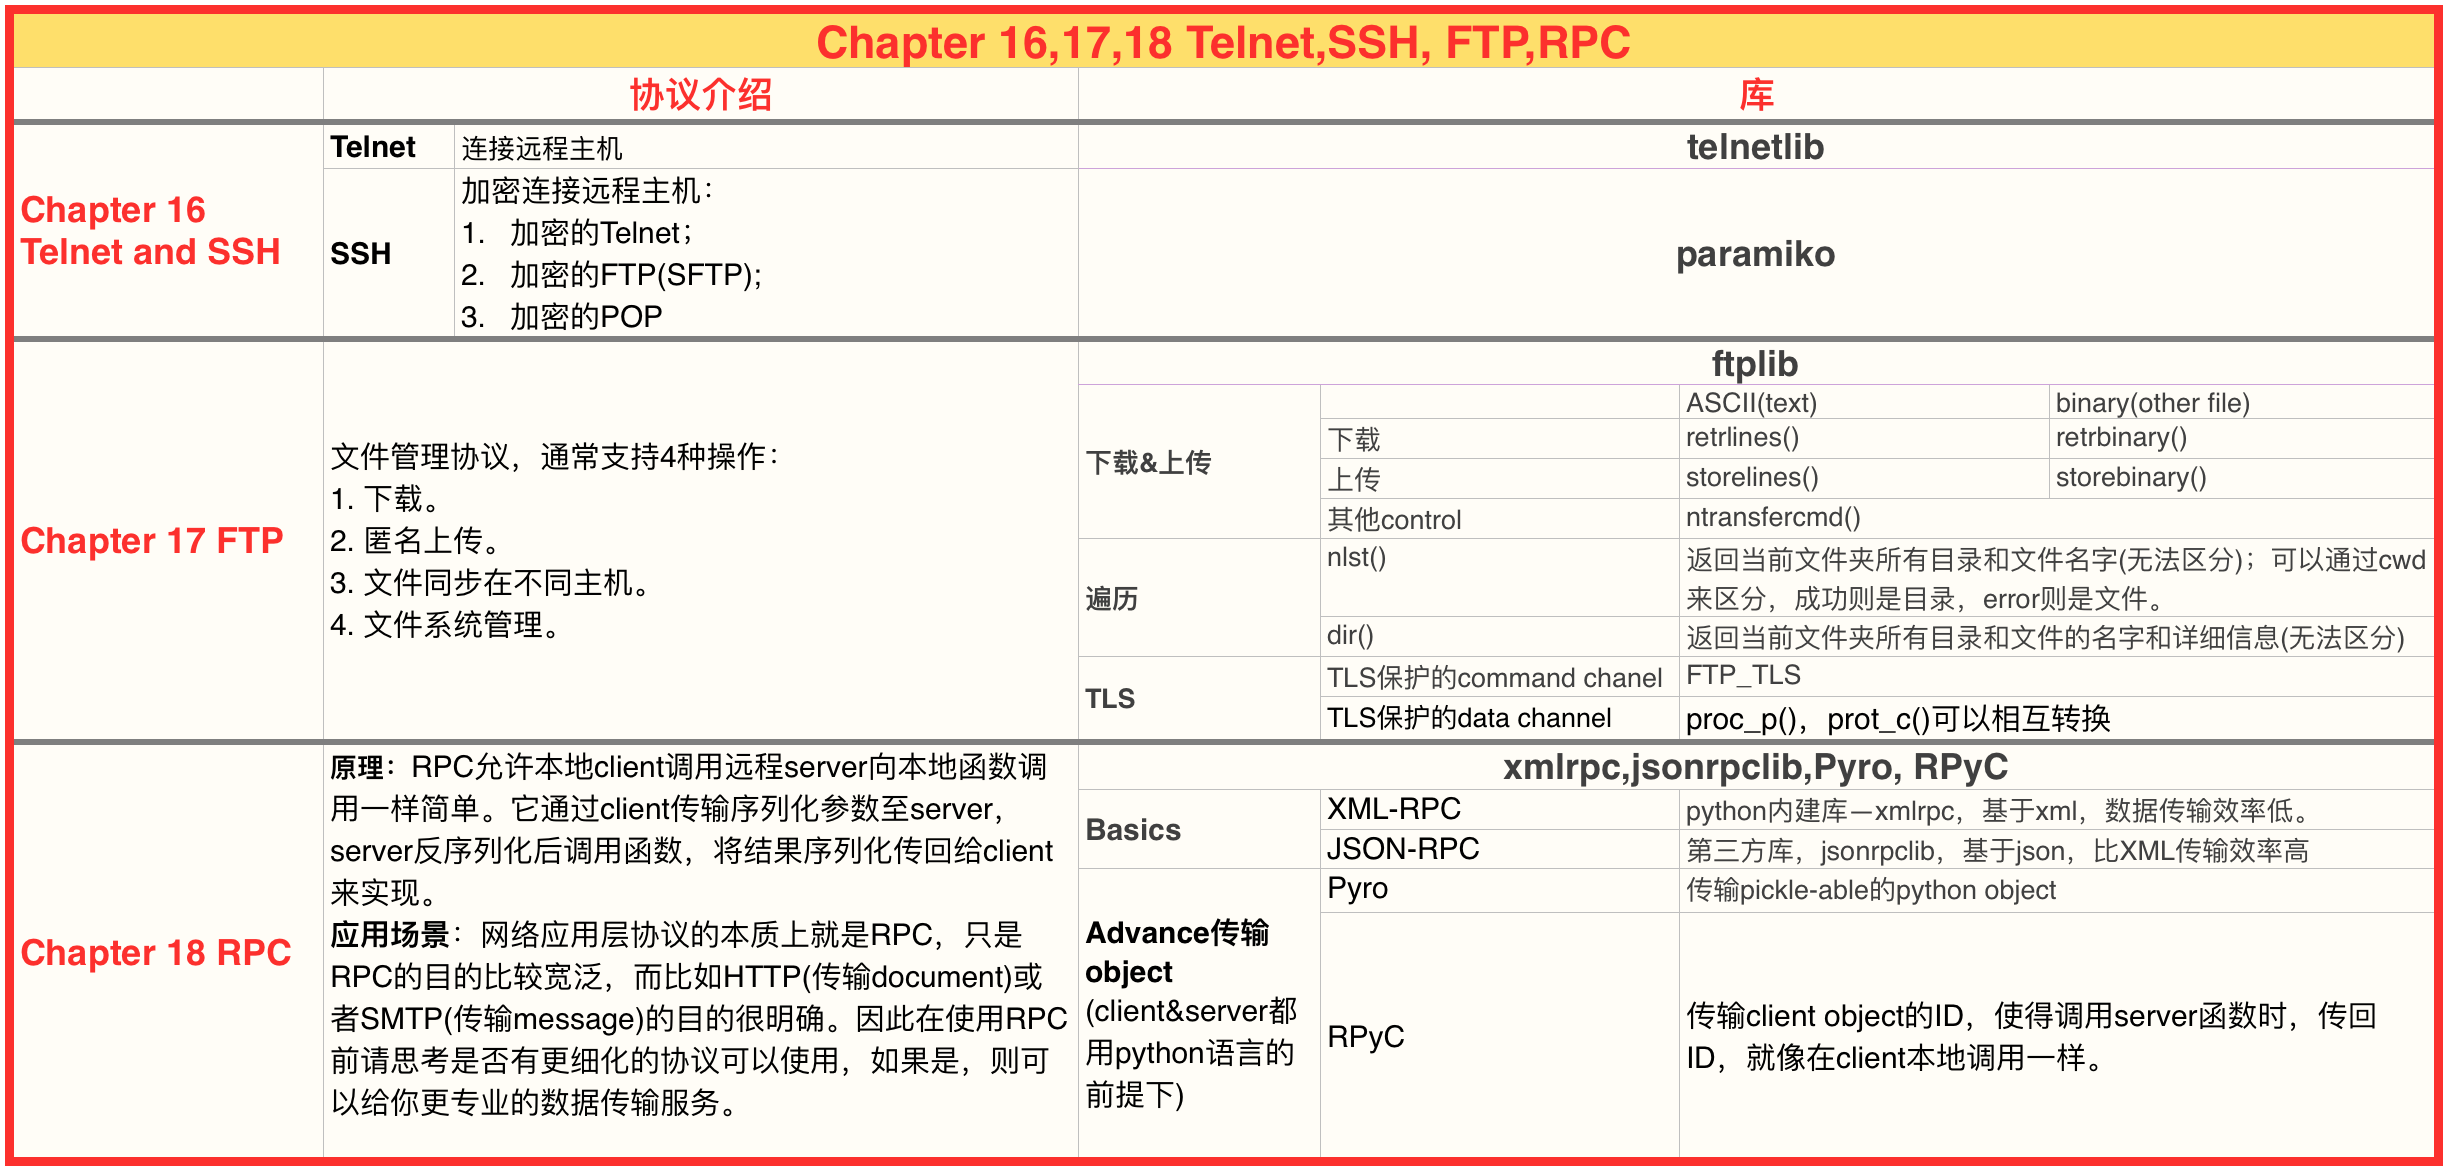 Chapter 16,17,18 Telnet,SSH, FTP,RPC
协议介绍
库
Chapter 16
Telnet and SSH
Telnet
连接远程主机
telnetlib
SSH
加密连接远程主机：
1. 加密的Telnet；
2. 加密的FTP(SFTP);
3. 加密的POP
paramiko
Chapter 17 FTP
文件管理协议，通常支持4种操作：
1. 下载。
2. 匿名上传。
3. 文件同步在不同主机。
4. 文件系统管理。
ftplib
下载&上传
ASCII(text)
binary(other file)
下载
retrlines()
retrbinary()
上传
storelines()
storebinary()
其他control
ntransfercmd()
遍历
nlst()
返回当前文件夹所有目录和文件名字(无法区分)；可以通过cwd
来区分，成功则是目录，error则是文件。
dir()
返回当前文件夹所有目录和文件的名字和详细信息(无法区分)
TLS
TLS保护的command chanel
FTP_TLS
TLS保护的data channel
proc_p()，prot_c()可以相互转换
Chapter 18 RPC
原理：RPC允许本地client调用远程server向本地函数调
用一样简单。它通过client传输序列化参数至server，
server反序列化后调用函数，将结果序列化传回给client
来实现。
应用场景：网络应用层协议的本质上就是RPC，只是
RPC的目的比较宽泛，而比如HTTP(传输document)或
者SMTP(传输message)的目的很明确。因此在使用RPC
前请思考是否有更细化的协议可以使用，如果是，则可
以给你更专业的数据传输服务。
xmlrpc,jsonrpclib,Pyro, RPyC
Basics
XML-RPC
python内建库—xmlrpc，基于xml，数据传输效率低。
JSON-RPC
第三方库，jsonrpclib，基于json，比XML传输效率高
Advance传输
object
(client&server都
用python语言的
前提下)
Pyro
传输pickle-able的python object
RPyC
传输client object的ID，使得调用server函数时，传回
ID，就像在client本地调用一样。